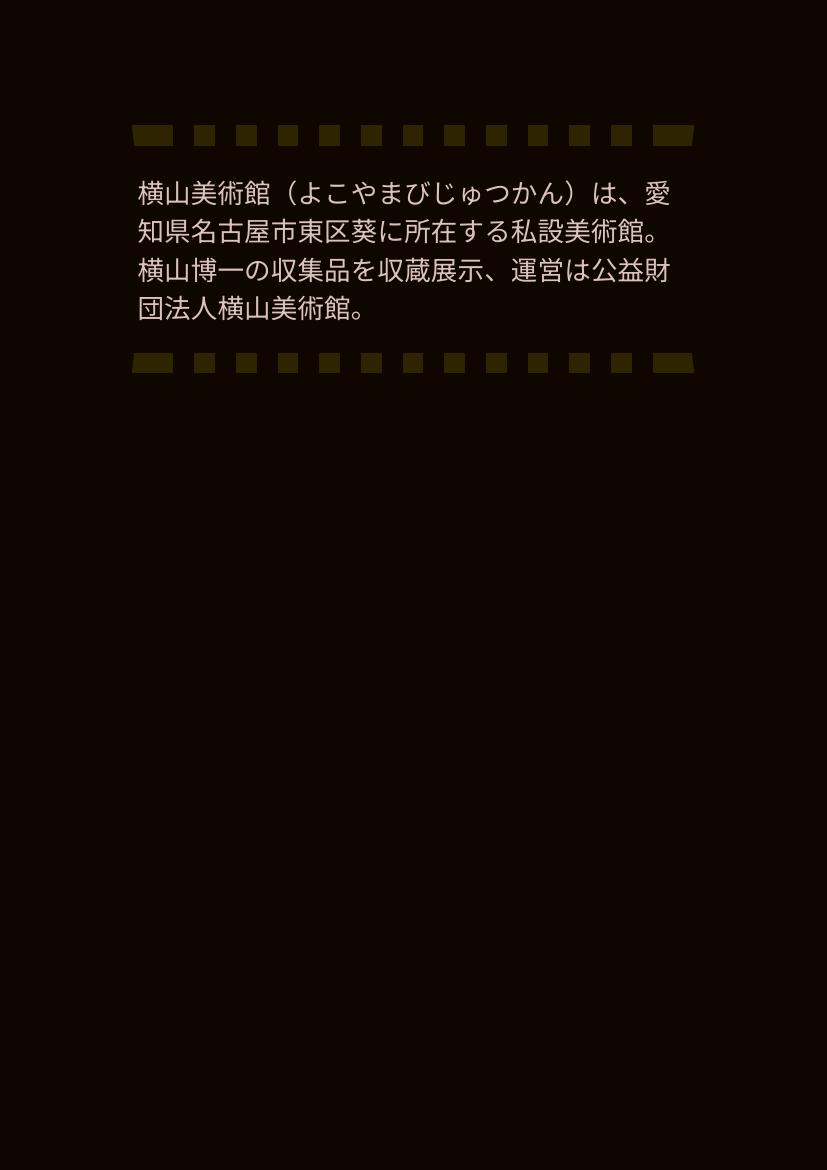 横山美術館（よこやまびじゅつかん）は、愛
知県名古屋市東区葵に所在する私設美術館。
横山博一の収集品を収蔵展示、運営は公益財
団法人横山美術館。